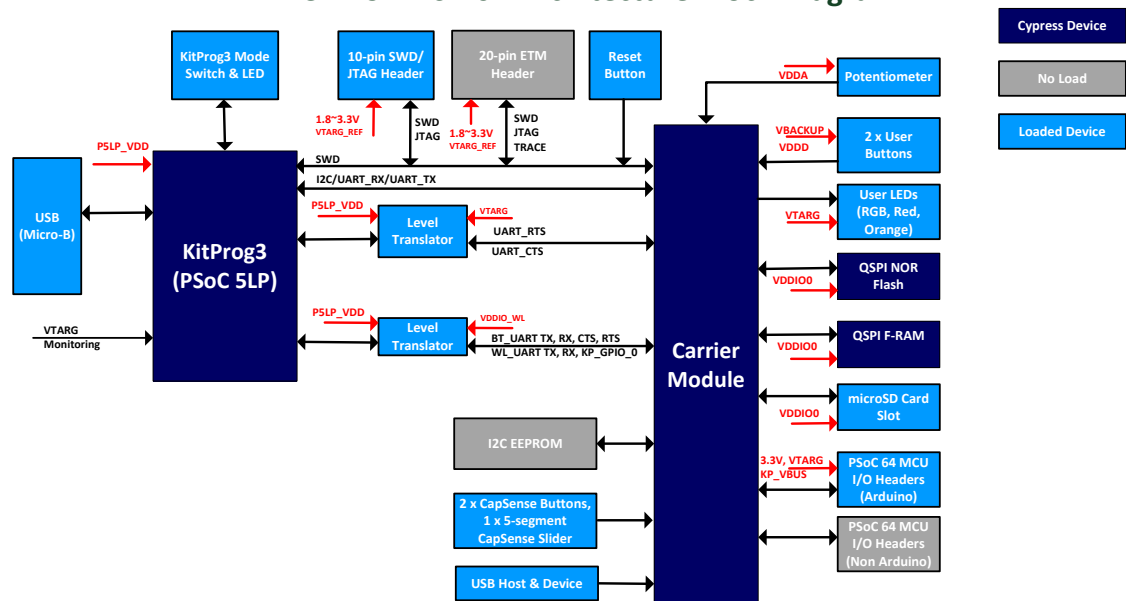 Cypress Device
No Load
Loaded Device
KitProg3 Mode
Switch & LED
10-pin SWD/
JTAG Header
20-pin ETM
Header
Reset
Button
1.8~3.3V
VTARG_REF
SWD
JTAG
1.8~3.3V
VTARG_REF
SWD
JTAG
TRACE
P5LP_VDD
USB
(Micro-B)
VTARG
Monitoring
KitProg3
(PSoC 5LP)
SWD
I2C/UART_RX/UART_TX
P5LP_VDD
Level
Translator
VTARG
UART_RTS
UART_CTS
P5LP_VDD
Level
Translator
VDDIO_WL
BT_UART TX, RX, CTS, RTS
WL_UART TX, RX, KP_GPIO_0
I2C EEPROM
2 x CapSense Buttons,
1 x 5-segment
CapSense Slider
USB Host & Device
Carrier
Module
VDDA
Potentiometer
VBACKUP
VDDD
2 x User
Buttons
VTARG
User LEDs
(RGB, Red,
Orange)
VDDIO0
QSPI NOR
Flash
VDDIO0
QSPI F-RAM
VDDIO0
microSD Card
Slot
3.3V, VTARG
KP_VBUS
PSoC 64 MCU
I/O Headers
(Arduino)
PSoC 64 MCU
I/O Headers
(Non Arduino)